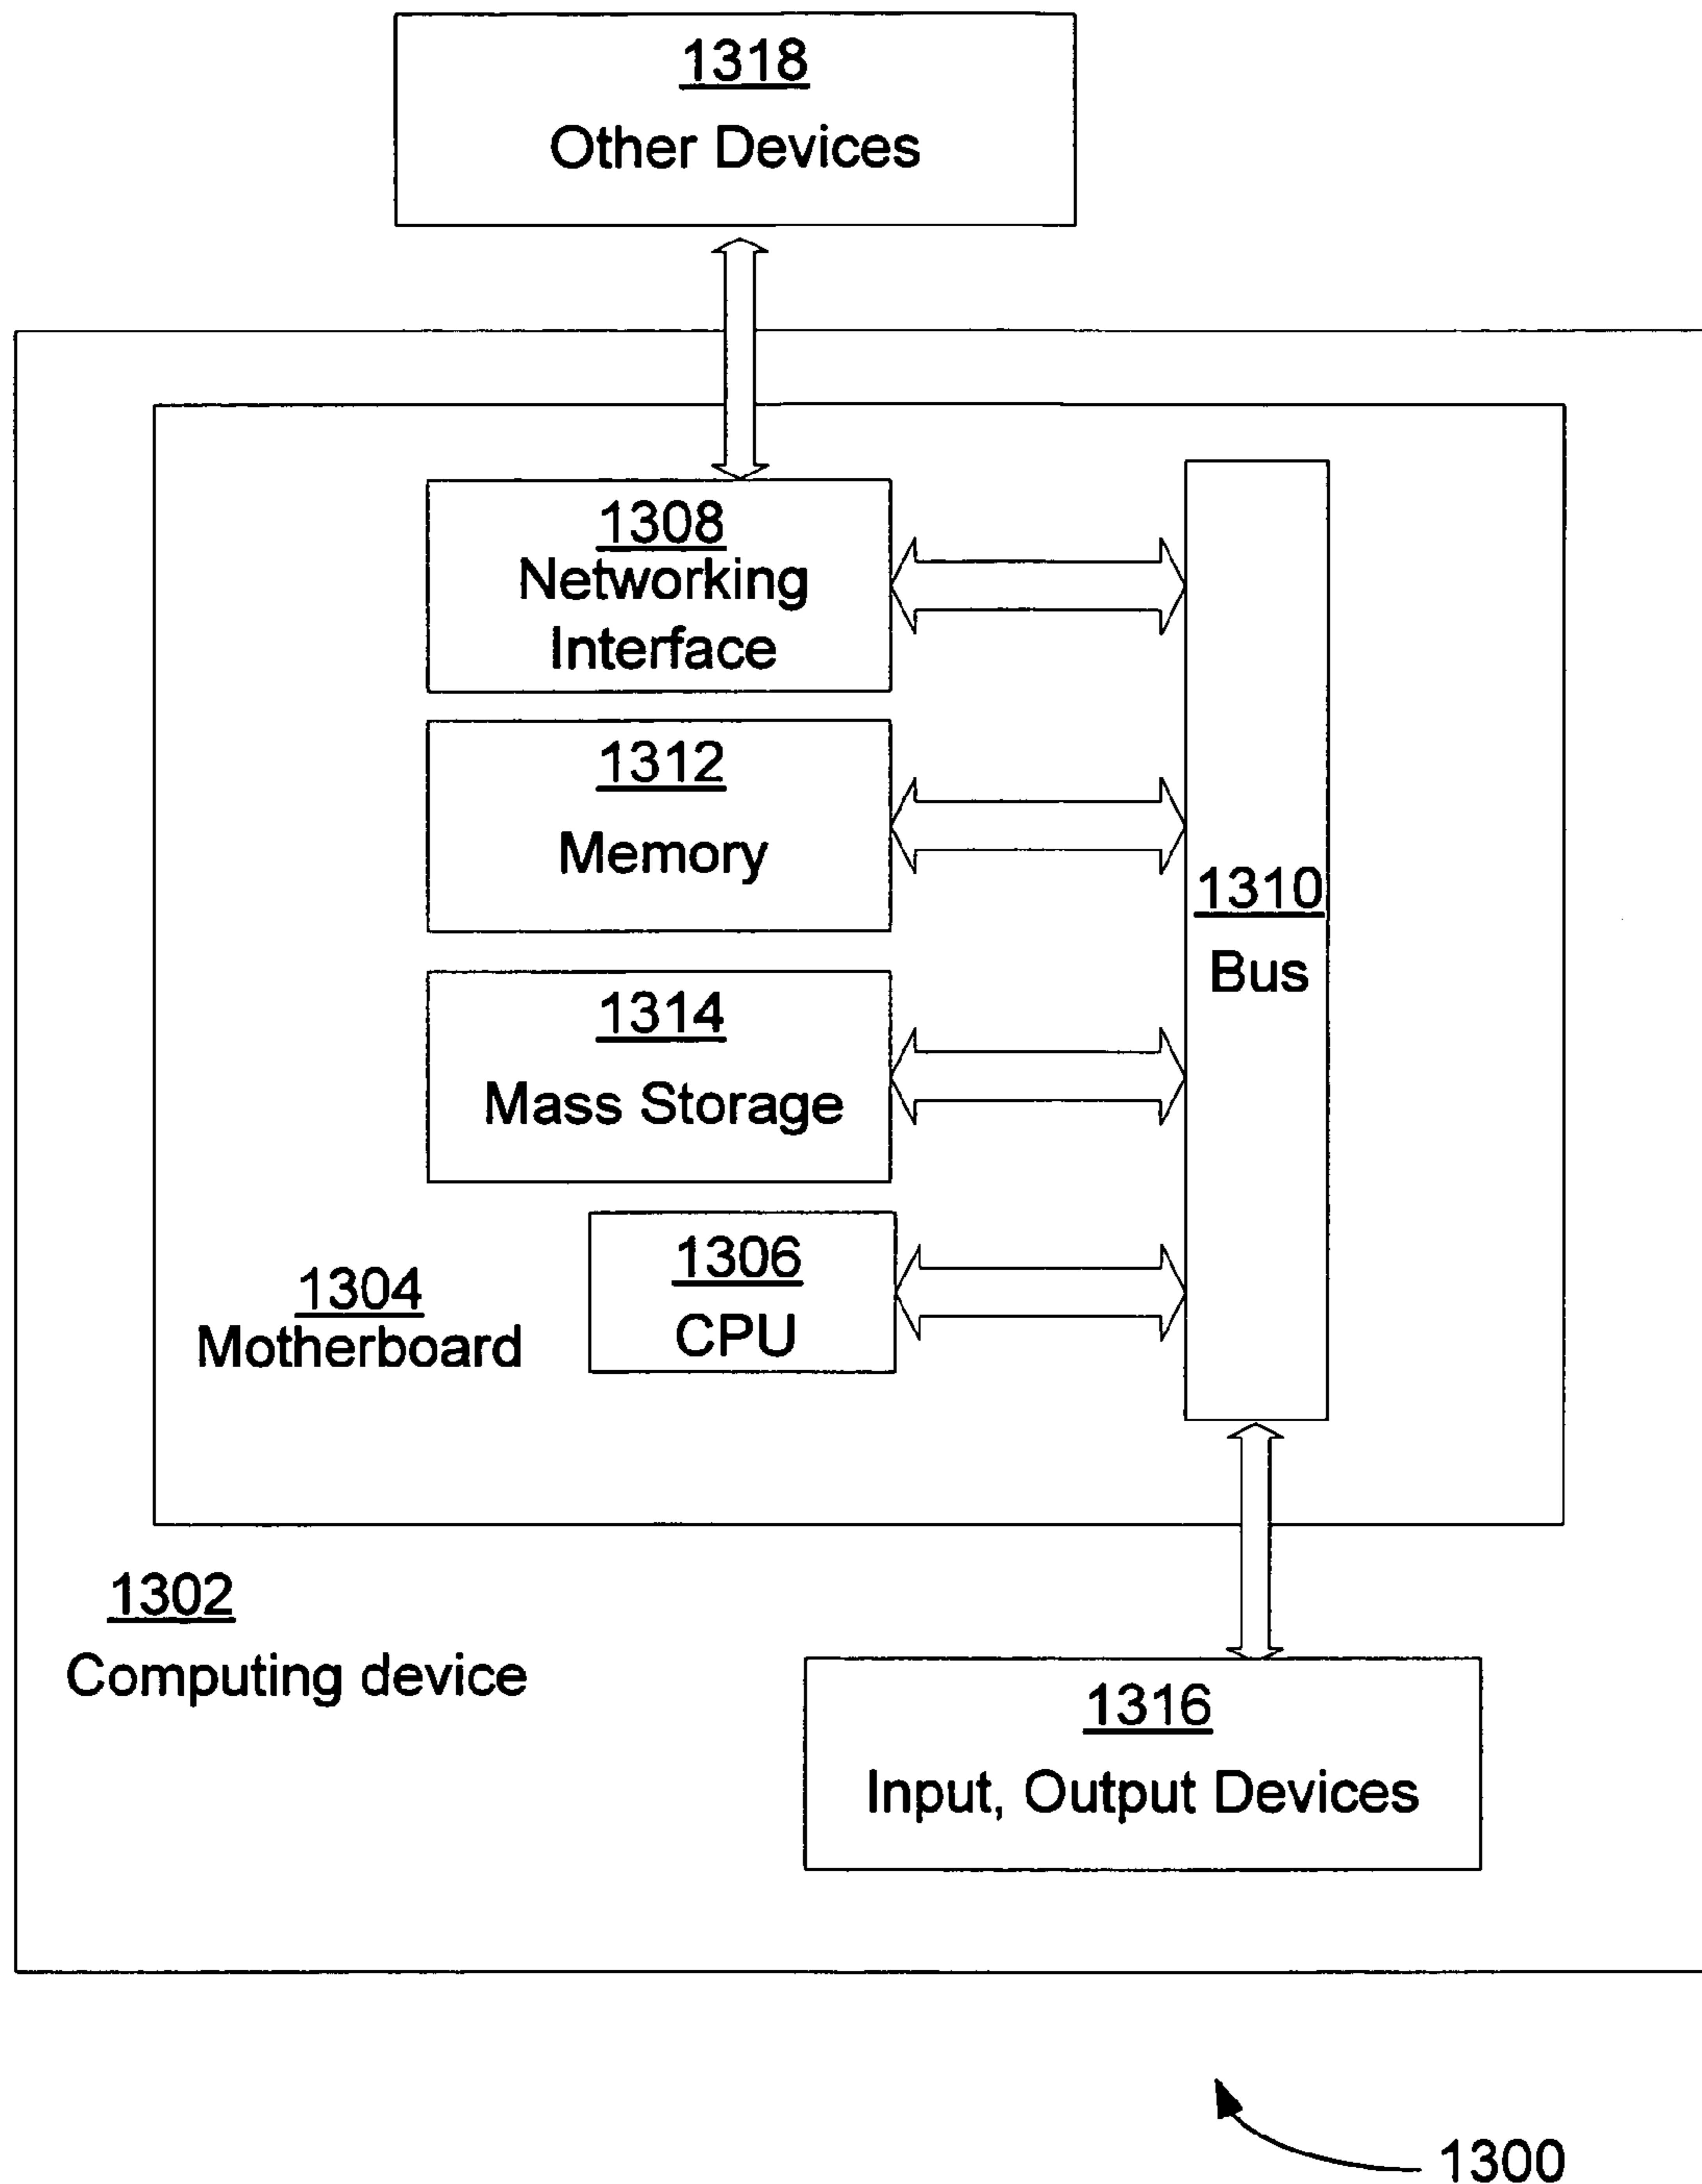 1318
Other Devices
1308
Networking
Interface
1312
Memory
1310
Bus
1314
Mass Storage
1306
CPU
1304
Motherboard
1302
Computing device
1316
Input, Output Devices
1300